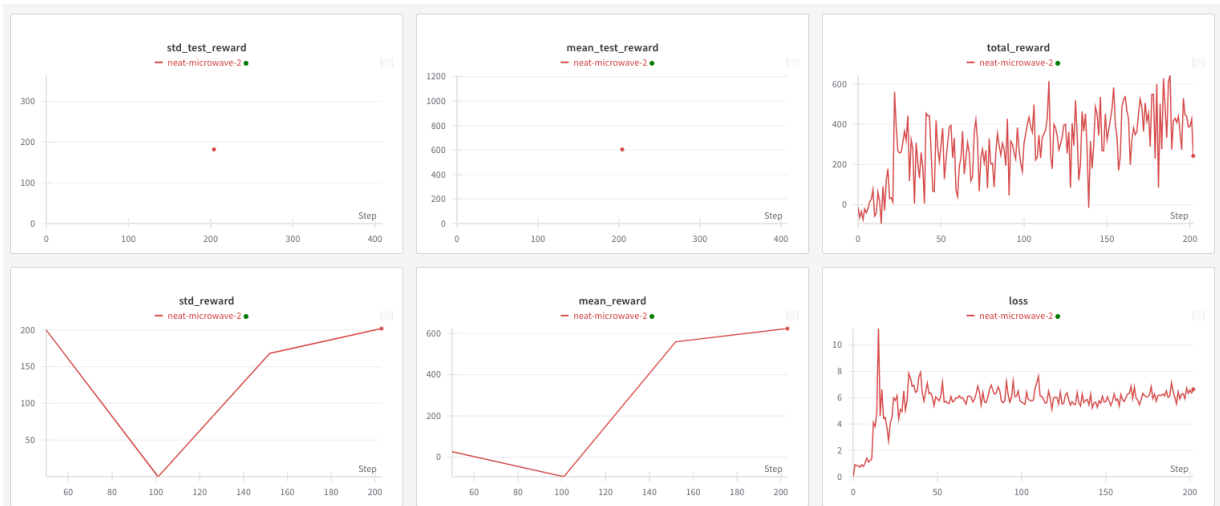 std_test_reward
neat-microwave-2
300
200
100
0
Step
0 100 200 300 400
mean_test_reward
neat-microwave-2
1200
1000
800
600
400
200
0
Step
0 100 200 300 400
total_reward
neat-microwave-2
600
400
200
0
Step
0 50 100 150 200
std_reward
neat-microwave-2
200
150
100
50
Step
60 80 100 120 140 160 180 200
mean_reward
neat-microwave-2
600
400
200
0
Step
60 80 100 120 140 160 180 200
loss
neat-microwave-2
10
8
6
4
2
0
Step
0 50 100 150 200